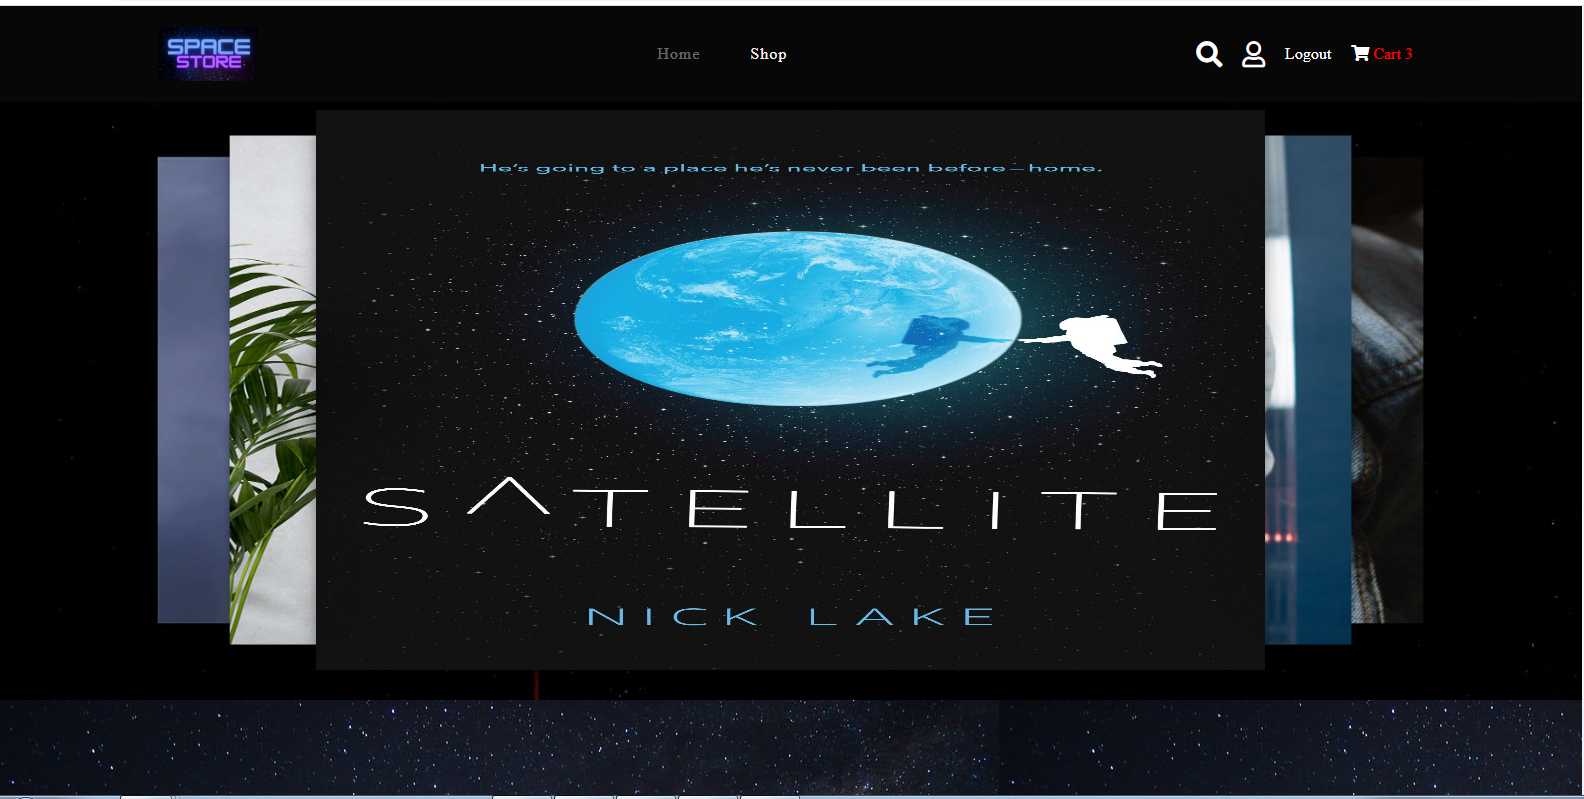 SPACE
STORE
Home
Shop
Logout
Cart 3
He's going to a place he's never been before—home.
SATELLITE
NICK LAKE